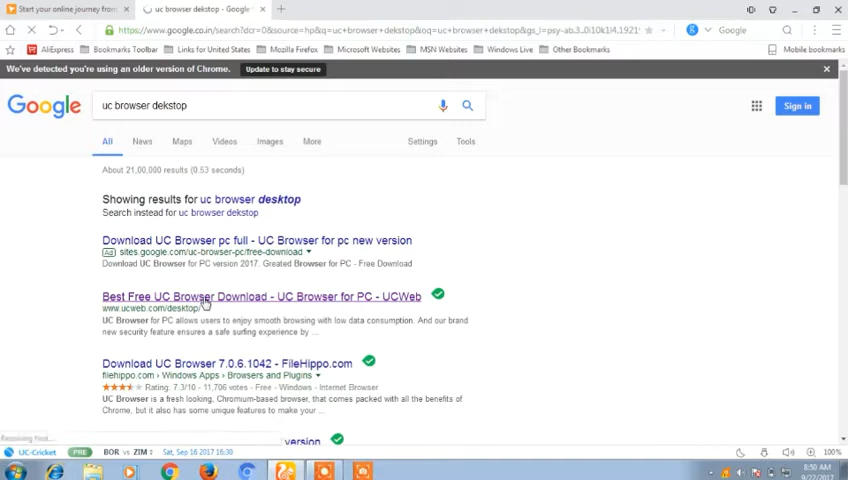 Start your online journey from
uc browser dekstop - Google
https://www.google.co.in/search?dcr=0&source=hp&q=uc+browser+dekstop&oq=uc+browser+dekstop&gs_l=psy-ab.3..0i10k1l4.1921
Google
AliExpress Bookmarks Toolbar Links for United States Mozilla Firefox Microsoft Websites MSN Websites Windows Live Other Bookmarks Mobile bookmarks
We've detected you're using an older version of Chrome. Update to stay secure
Google uc browser dekstop Sign in
All News Maps Videos Images More Settings Tools
About 21,00,000 results (0.53 seconds)
Showing results for uc browser desktop
Search instead for uc browser dekstop
Download UC Browser pc full - UC Browser for pc new version
Ad sites.google.com/uc-browser-pc/free-download
Download UC Browser for PC version 2017. Greated Browser for PC - Free Download
Best Free UC Browser Download - UC Browser for PC - UCWeb
www.ucweb.com/desktop/
UC Browser for PC allows users to enjoy smooth browsing with low data consumption. And our brand
new security feature ensures a safe surfing experience by ...
Download UC Browser 7.0.6.1042 - FileHippo.com
filehippo.com › Windows Apps › Browsers and Plugins
Rating: 7.3/10 - 11,706 votes - Free - Windows - Internet Browser
UC Browser is a fresh looking, Chromium-based browser, that comes packed with all the benefits of
Chrome, but it also has some unique features to make your ...
version
UC-Cricket PRE BOR vs ZIM Sat, Sep 16 2017 16:30 100%
8:50 AM
9/22/2017